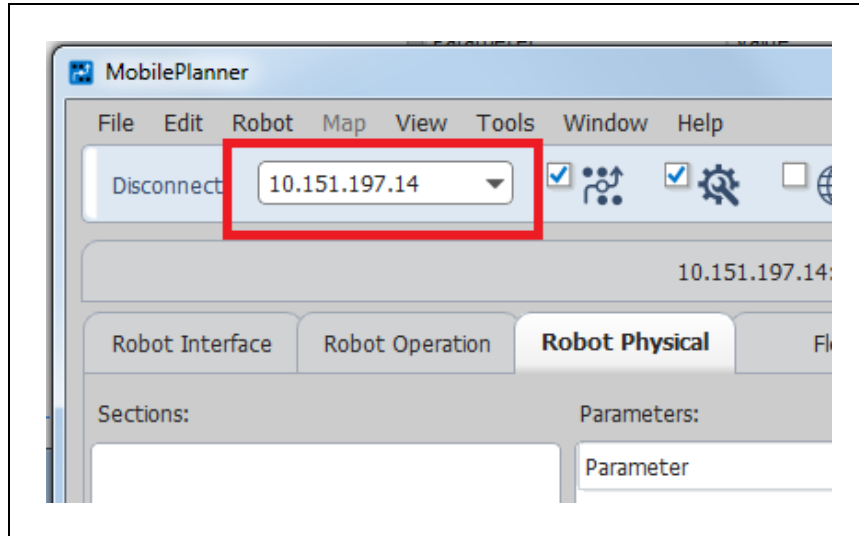 MobilePlanner
File Edit Robot Map View Tools Window Help
Disconnect 10.151.197.14
10.151.197.14:
Robot Interface Robot Operation Robot Physical
Sections: Parameters:
Parameter